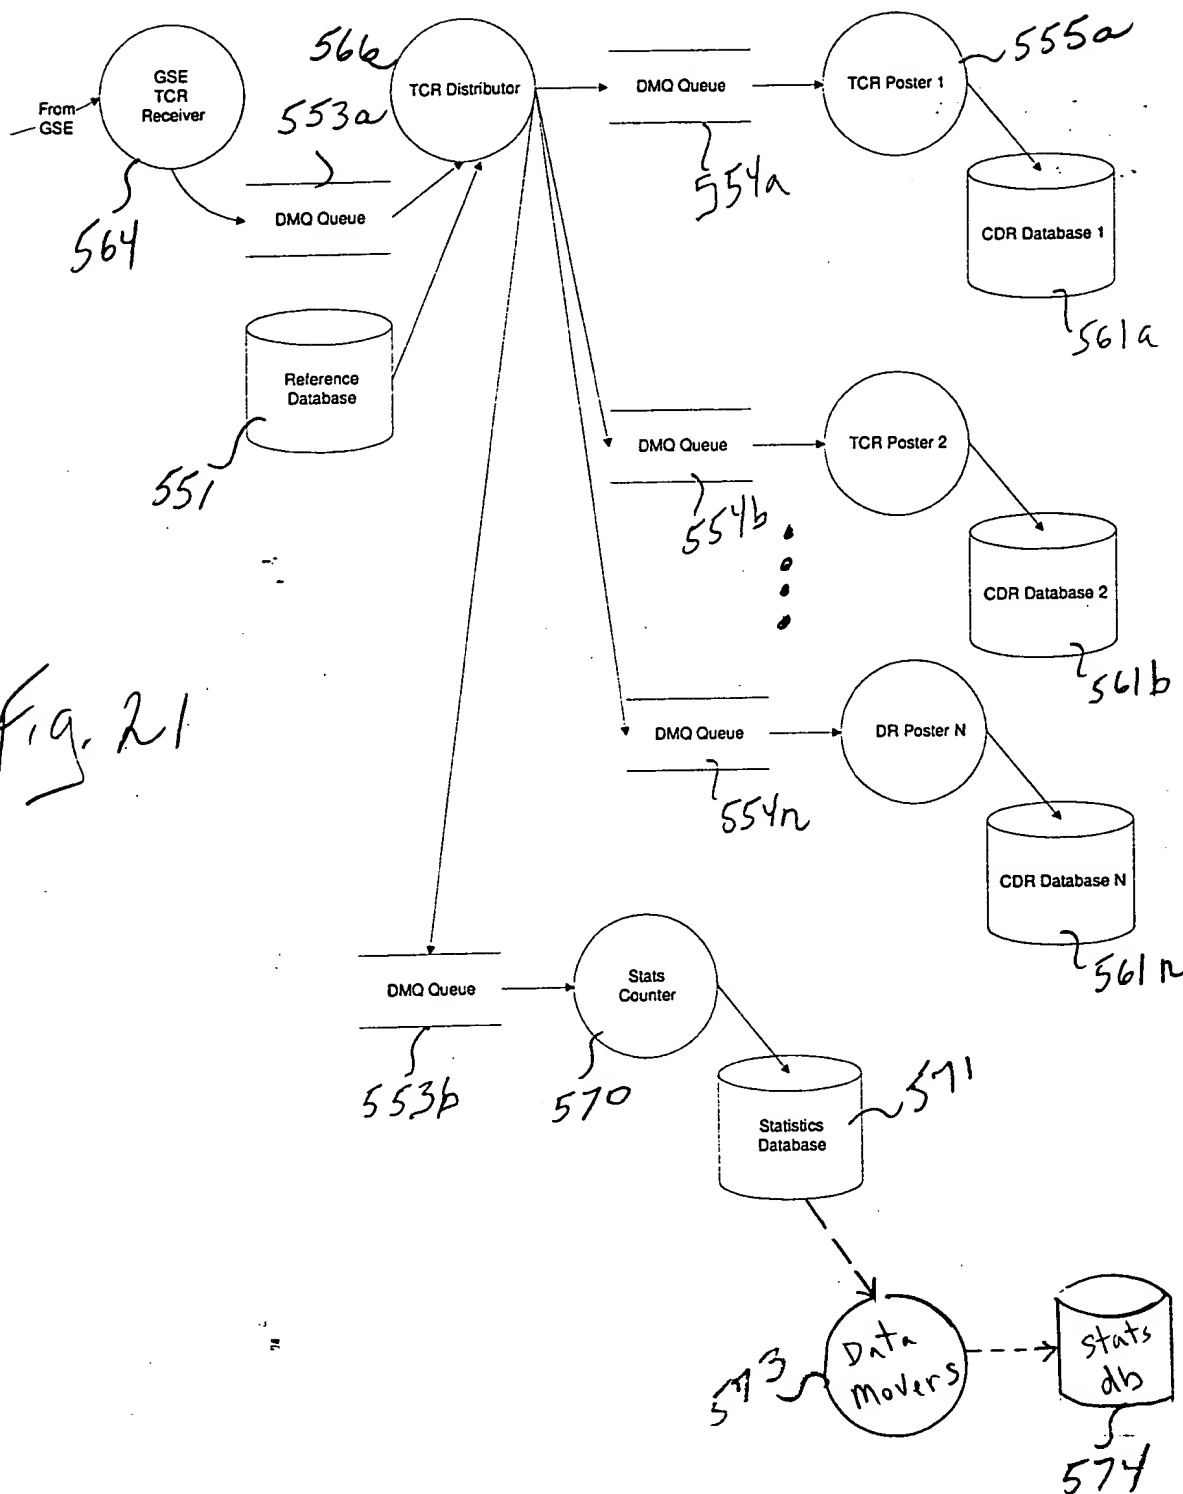 566
555a
GSE
TCR
Receiver
TCR Distributor
DMQ Queue
TCR Poster 1
From
GSE
553a
554a
564
DMQ Queue
CDR Database 1
561a
Reference
Database
551
DMQ Queue
TCR Poster 2
554b
CDR Database 2
561b
Fig. 21
DMQ Queue
DR Poster N
554n
CDR Database N
561n
DMQ Queue
Stats
Counter
553b
570
571
Statistics
Database
573
Data
Movers
Stats
db
574